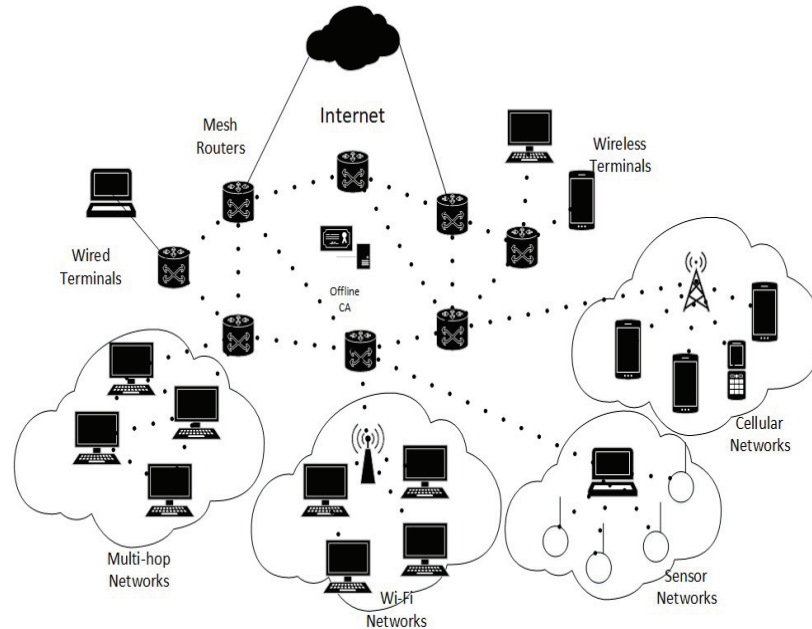 Internet
Mesh
Routers
Wireless
Terminals
Wired
Terminals
Offline
CA
Cellular
Networks
Multi-hop
Networks
Wi-Fi
Networks
Sensor
Networks